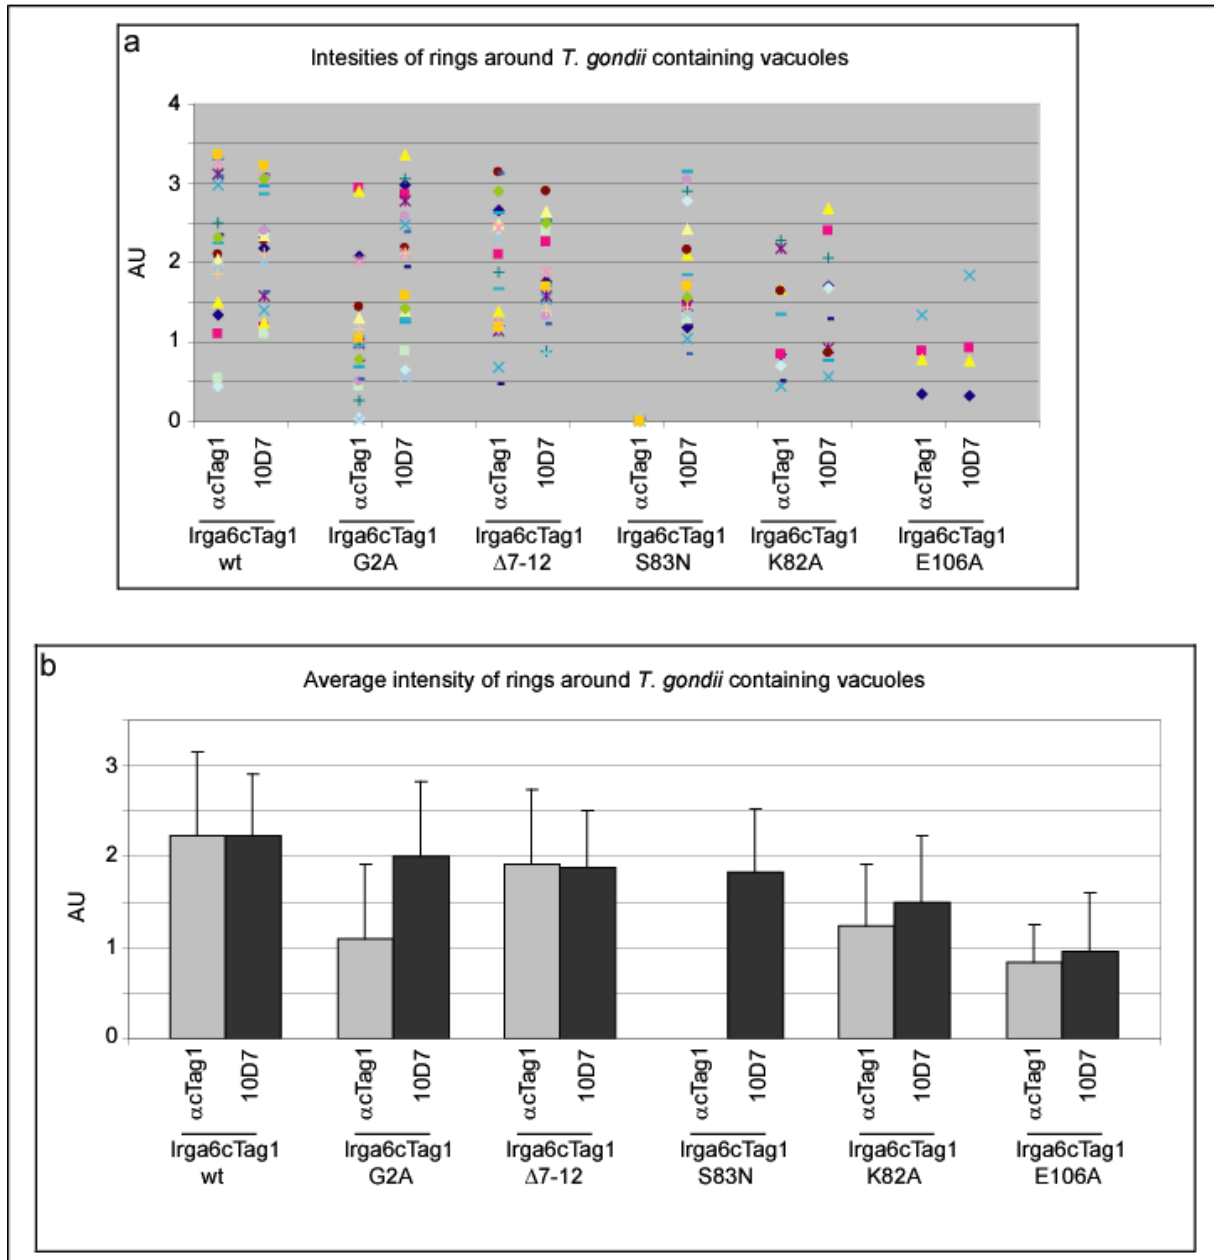 a
Intesities of rings around T. gondii containing vacuoles
4
3
2
1
0
AU
αcTag1 10D7 αcTag1 10D7 αcTag1 10D7 αcTag1 10D7 αcTag1 10D7 αcTag1 10D7
Irga6cTag1 Irga6cTag1 Irga6cTag1 Irga6cTag1 Irga6cTag1 Irga6cTag1
wt G2A Δ7-12 S83N K82A E106A
b
Average intensity of rings around T. gondii containing vacuoles
3
2
1
0
AU
αcTag1 10D7 αcTag1 10D7 αcTag1 10D7 αcTag1 10D7 αcTag1 10D7 αcTag1 10D7
Irga6cTag1 Irga6cTag1 Irga6cTag1 Irga6cTag1 Irga6cTag1 Irga6cTag1
wt G2A Δ7-12 S83N K82A E106A